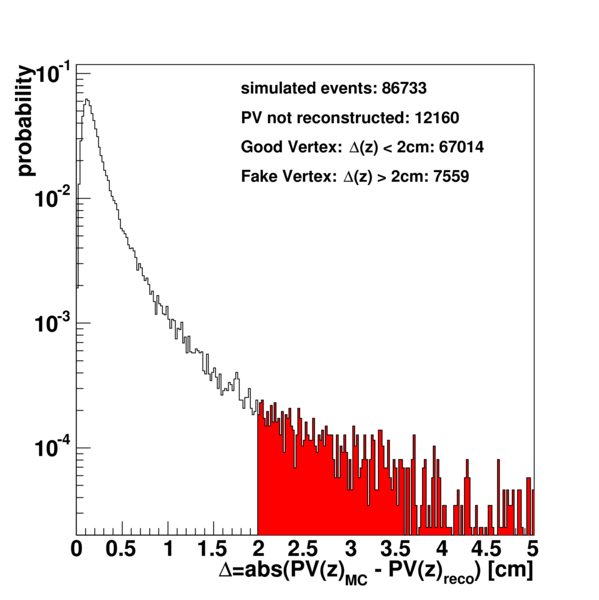 simulated events: 86733
PV not reconstructed: 12160
Good Vertex: Δ(z) < 2cm: 67014
Fake Vertex: Δ(z) > 2cm: 7559
probability
10-1
10-2
10-3
10-4
0 0.5 1 1.5 2 2.5 3 3.5 4 4.5 5
Δ=abs(PV(z)MC - PV(z)reco) [cm]